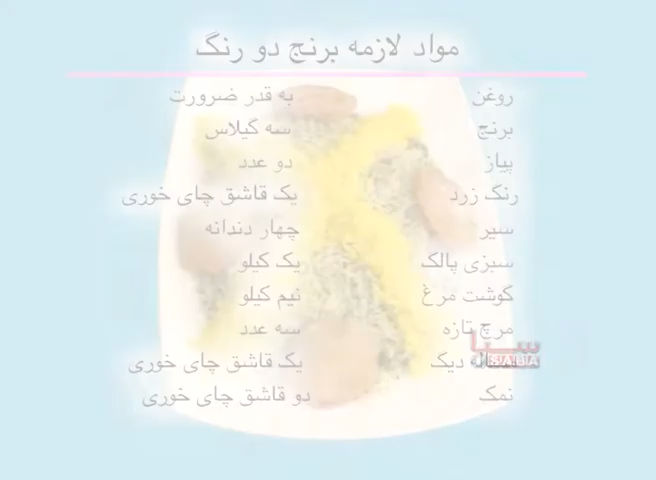 مواد لازمه برنج دو رنگ
روغن به قدر ضرورت
برنج سه گیلاس
پیاز دو عدد
رنگ زرد یک قاشق چای خوری
سیر چهار دندانه
سبزی پالک یک کیلو
گوشت مرغ نیم کیلو
مرچ تازه سه عدد
دیگ یک قاشق چای خوری
نمک دو قاشق چای خوری
SABA